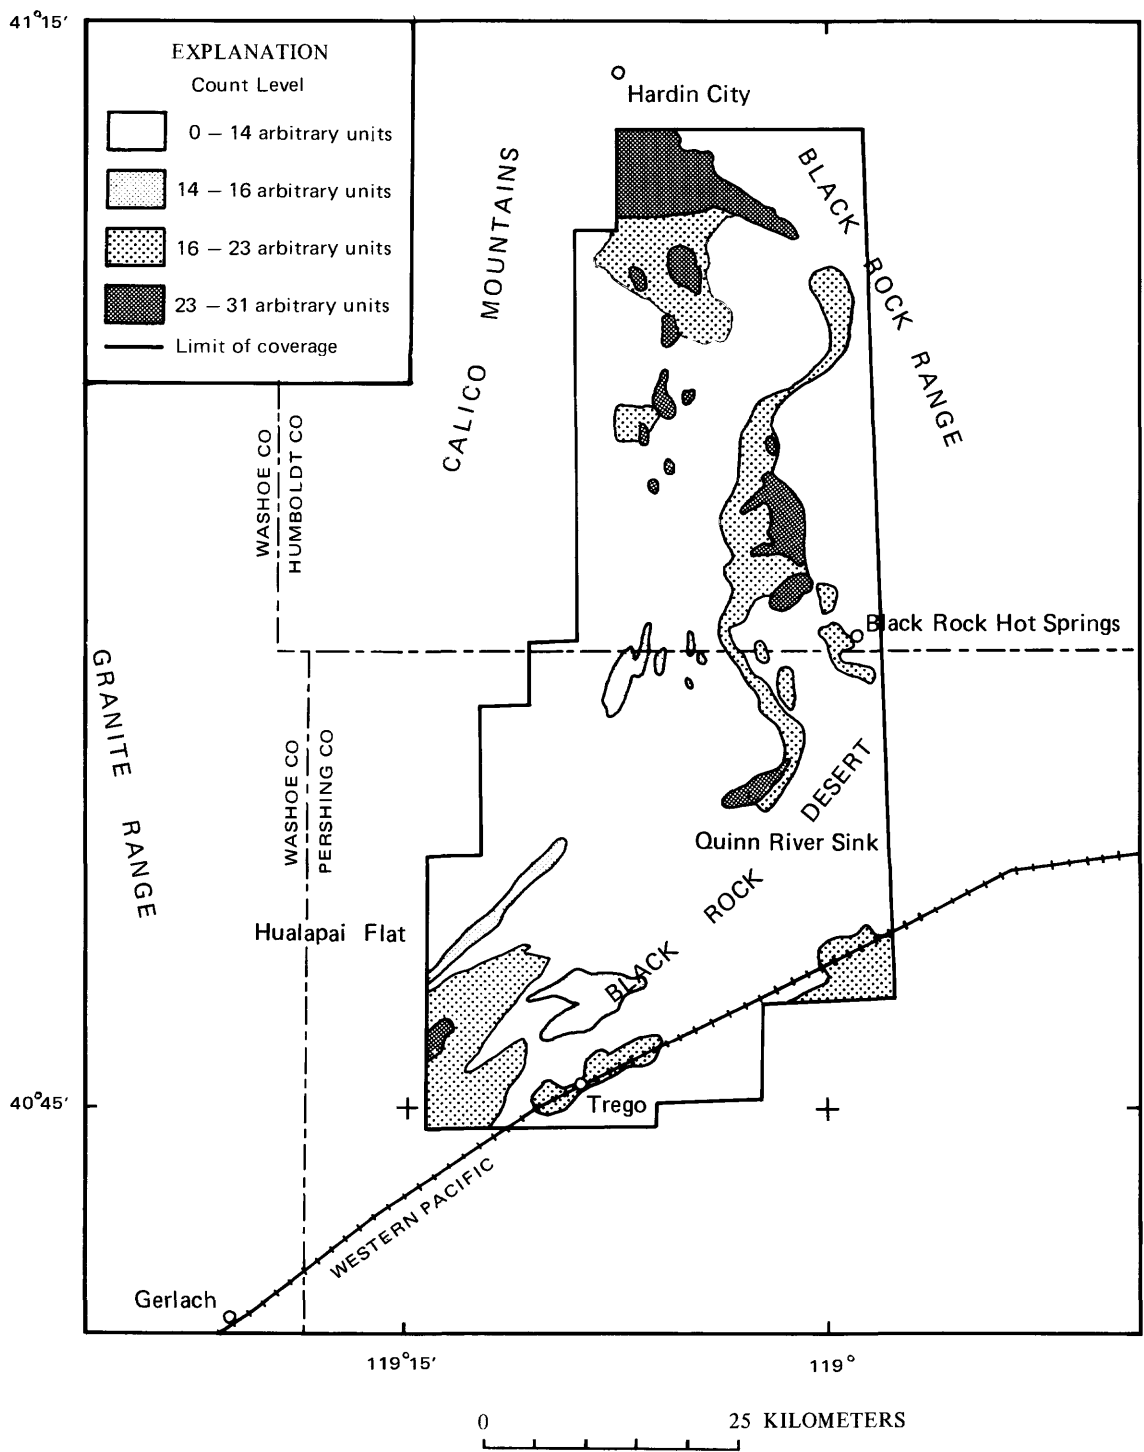 41°15'
EXPLANATION
Count Level
0 – 14 arbitrary units
14 – 16 arbitrary units
16 – 23 arbitrary units
23 – 31 arbitrary units
Limit of coverage
Hardin City
BLACK ROCK RANGE
CALICO MOUNTAINS
WASHOE CO
HUMBOLDT CO
Black Rock Hot Springs
GRANITE RANGE
WASHOE CO
PERSHING CO
Quinn River Sink
BLACK ROCK DESERT
Hualapai Flat
40°45'
Trego
WESTERN PACIFIC
Gerlach
119°15'
119°
0 25 KILOMETERS